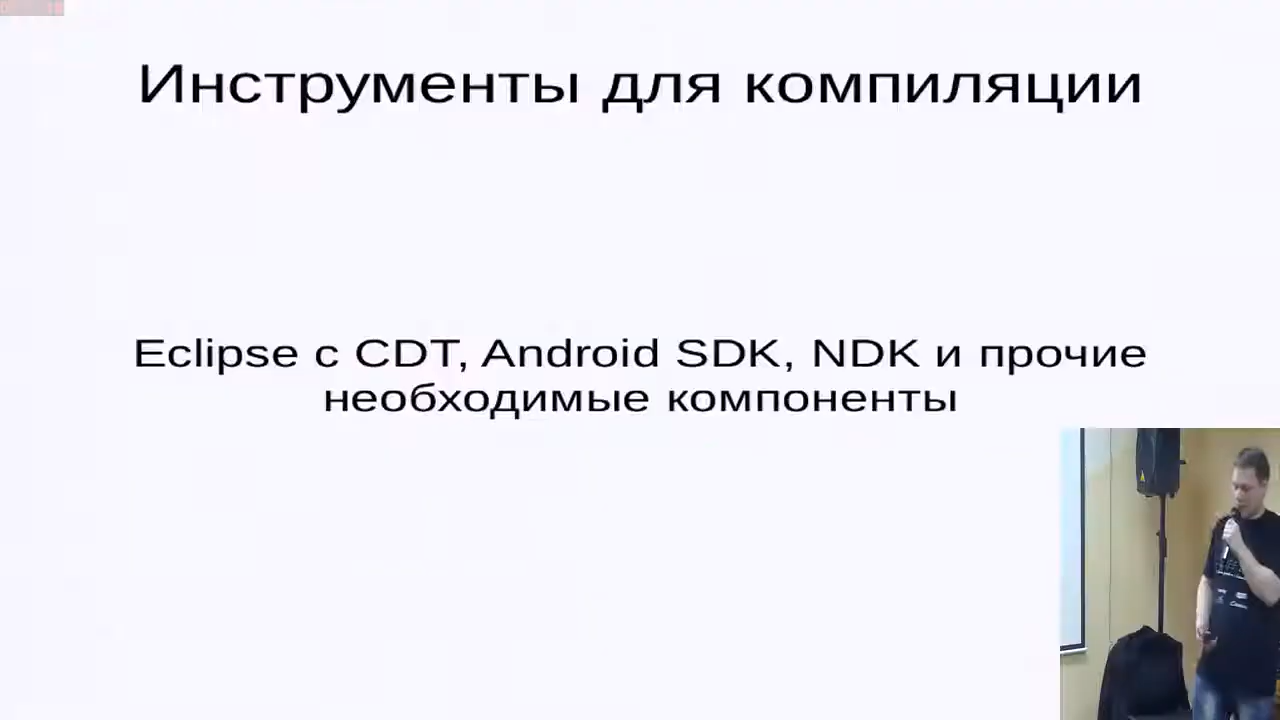 Инструменты для компиляции
Eclipse с CDT, Android SDK, NDK и прочие
необходимые компоненты